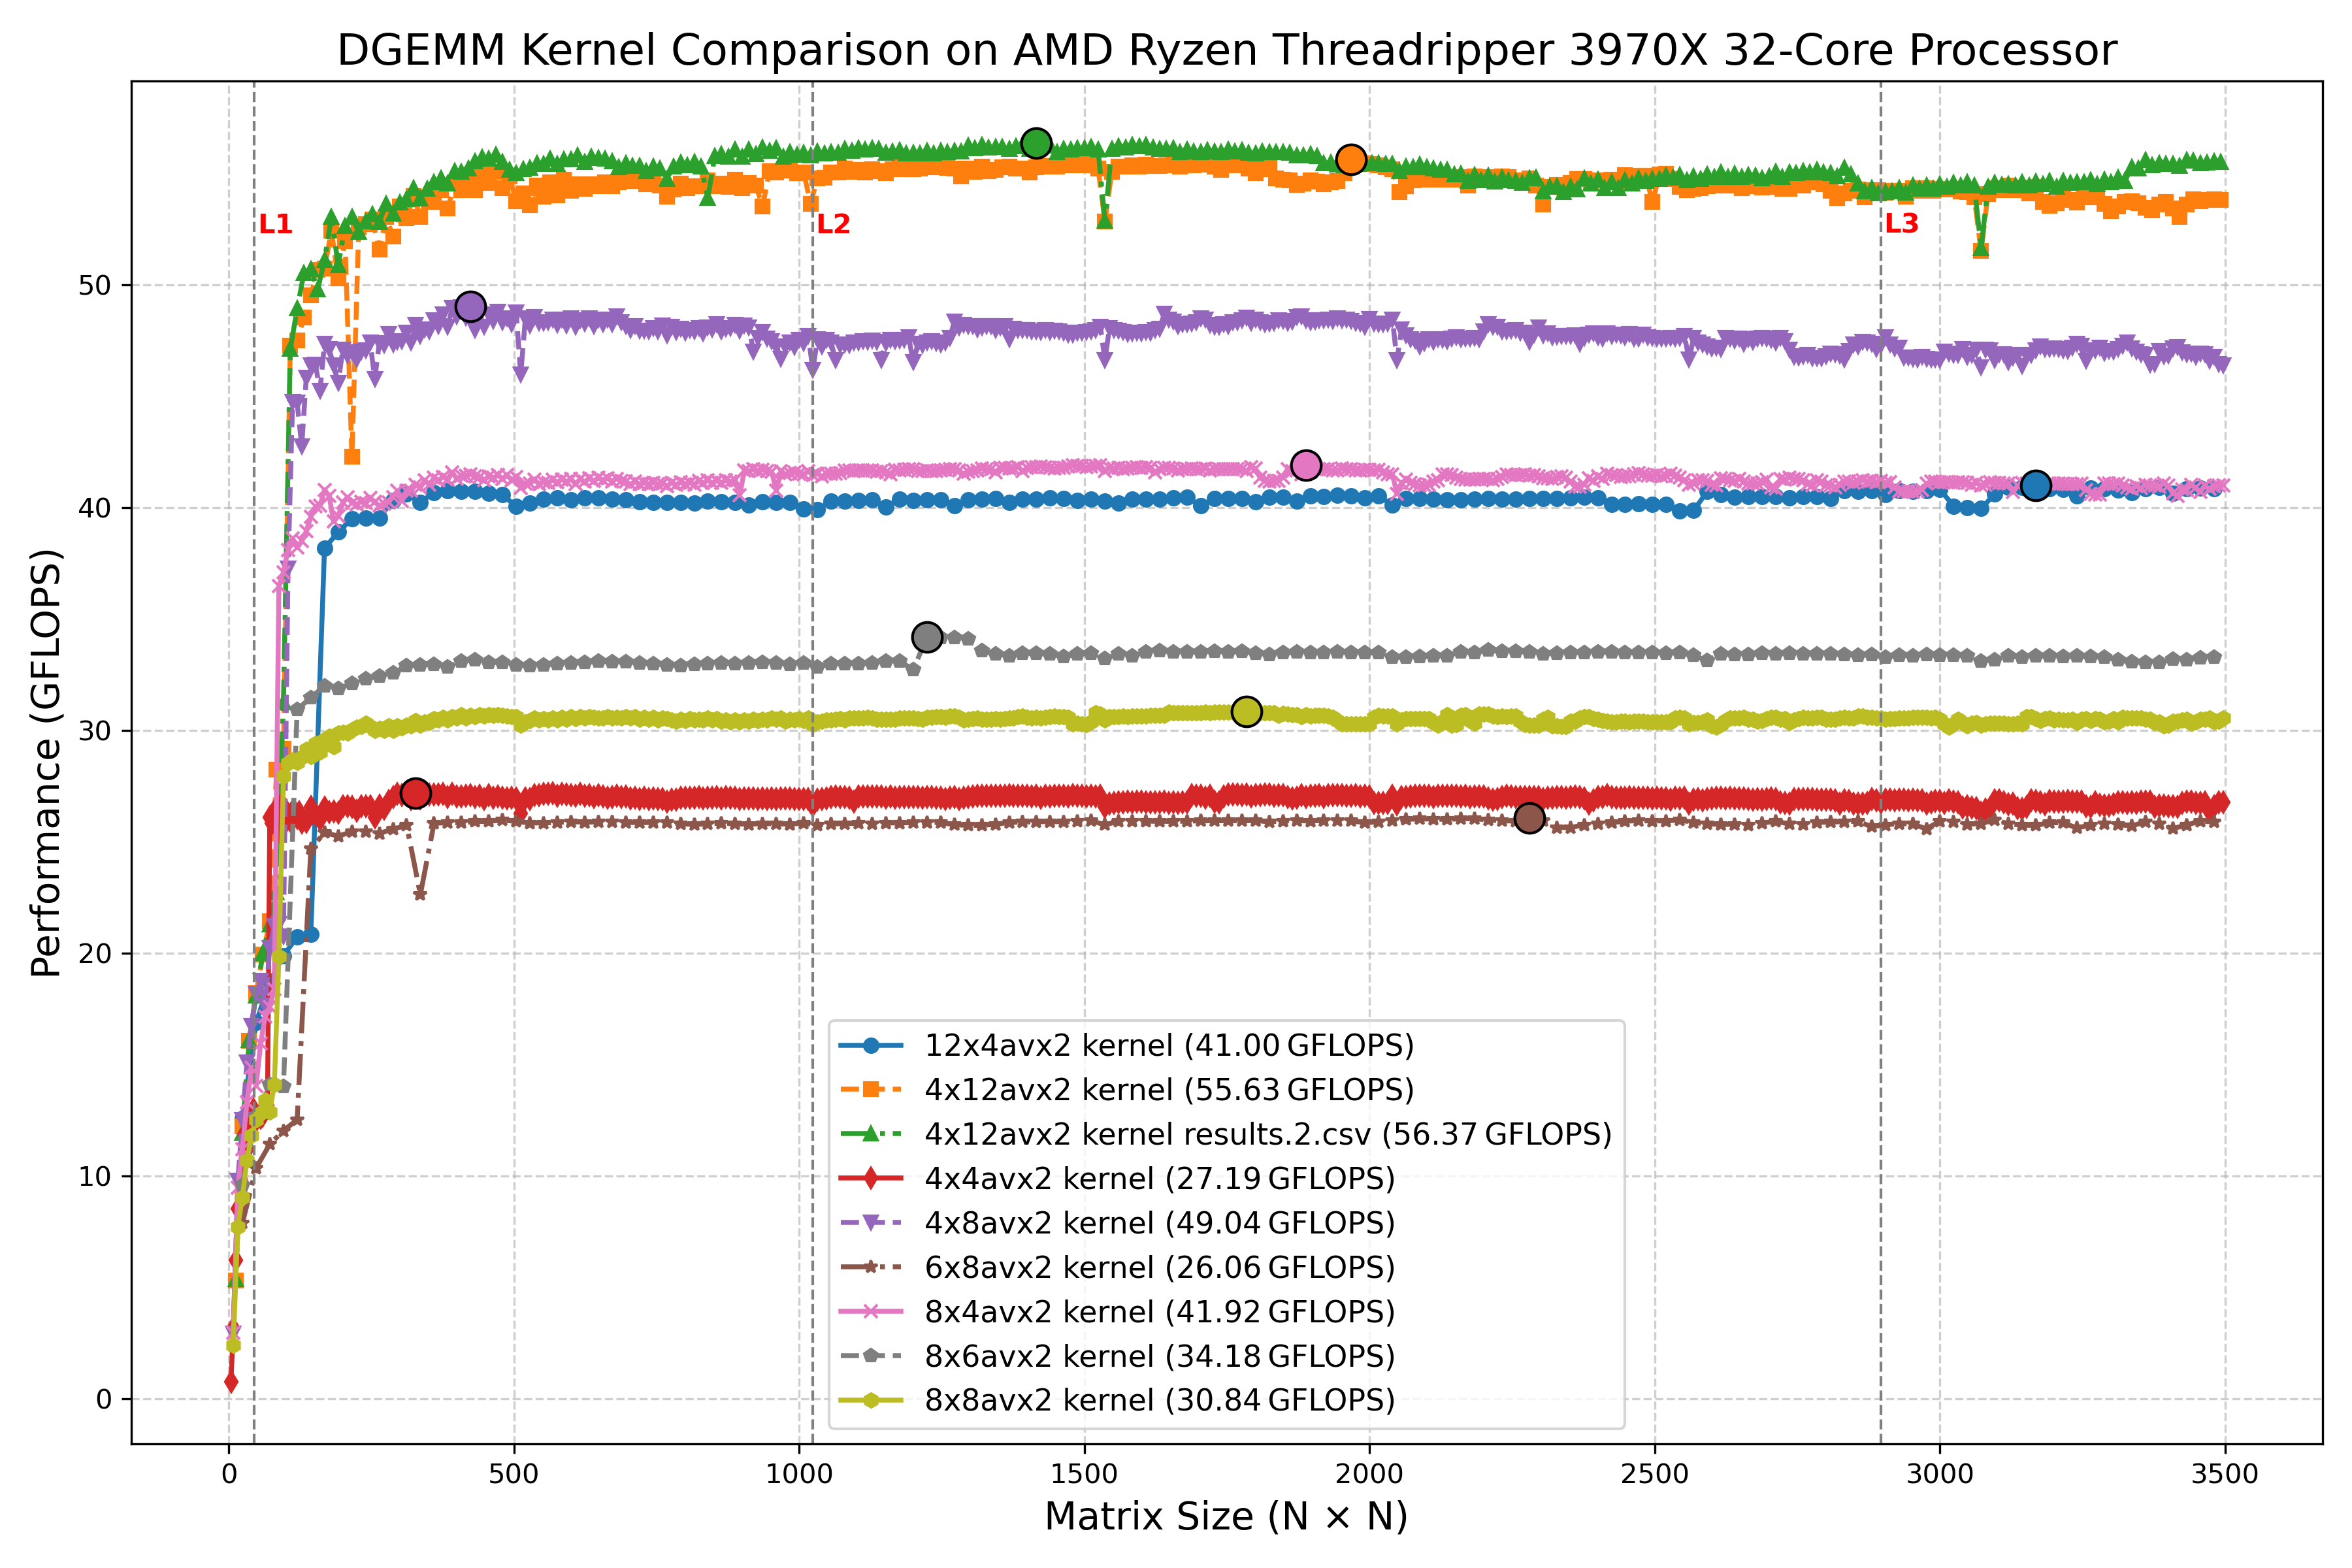 DGEMM Kernel Comparison on AMD Ryzen Threadripper 3970X 32-Core Processor
Performance (GFLOPS)
50
40
30
20
10
0
L1
L2
L3
12x4avx2 kernel (41.00 GFLOPS)
4x12avx2 kernel (55.63 GFLOPS)
4x12avx2 kernel results.2.csv (56.37 GFLOPS)
4x4avx2 kernel (27.19 GFLOPS)
4x8avx2 kernel (49.04 GFLOPS)
6x8avx2 kernel (26.06 GFLOPS)
8x4avx2 kernel (41.92 GFLOPS)
8x6avx2 kernel (34.18 GFLOPS)
8x8avx2 kernel (30.84 GFLOPS)
0 500 1000 1500 2000 2500 3000 3500
Matrix Size (N × N)